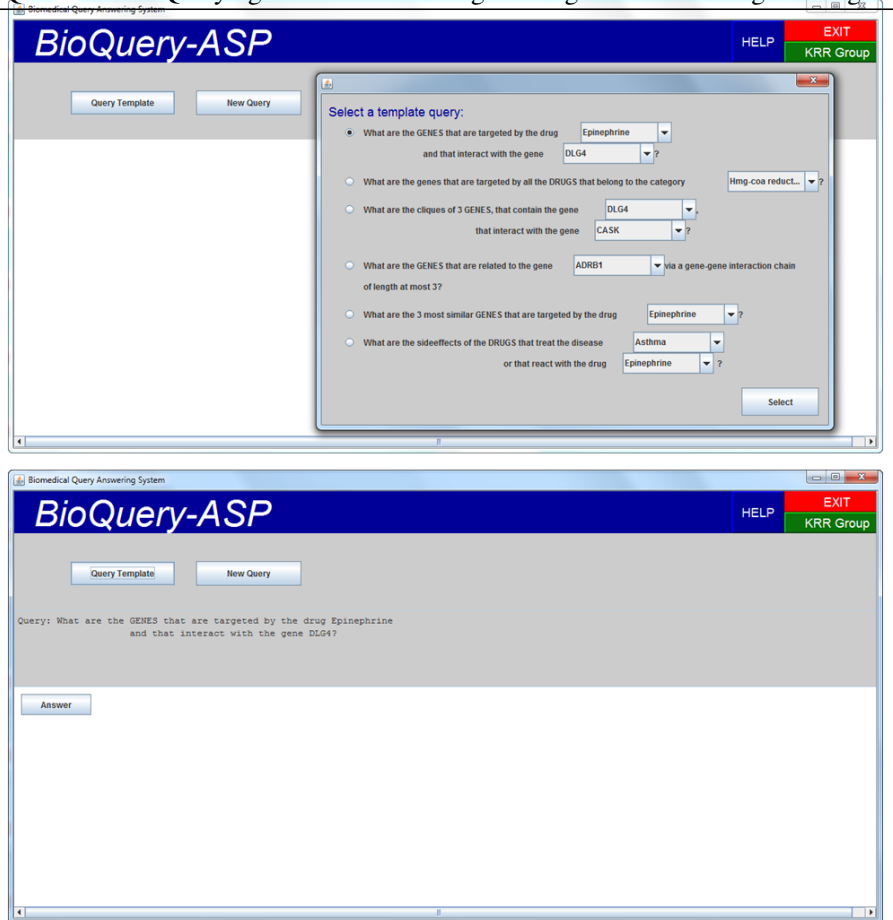 Biomedical Query Answering System
BioQuery-ASP
HELP
EXIT
KRR Group
Query Template
New Query
Select a template query:
What are the GENES that are targeted by the drug Epinephrine
and that interact with the gene DLG4 ?
What are the genes that are targeted by all the DRUGS that belong to the category Hmg-coa reduct... ?
What are the cliques of 3 GENES, that contain the gene DLG4 ,
that interact with the gene CASK ?
What are the GENES that are related to the gene ADRB1 via a gene-gene interaction chain
of length at most 3?
What are the 3 most similar GENES that are targeted by the drug Epinephrine ?
What are the sideeffects of the DRUGS that treat the disease Asthma
or that react with the drug Epinephrine ?
Select
Biomedical Query Answering System
BioQuery-ASP
HELP
EXIT
KRR Group
Query Template
New Query
Query: What are the GENES that are targeted by the drug Epinephrine
and that interact with the gene DLG4?
Answer